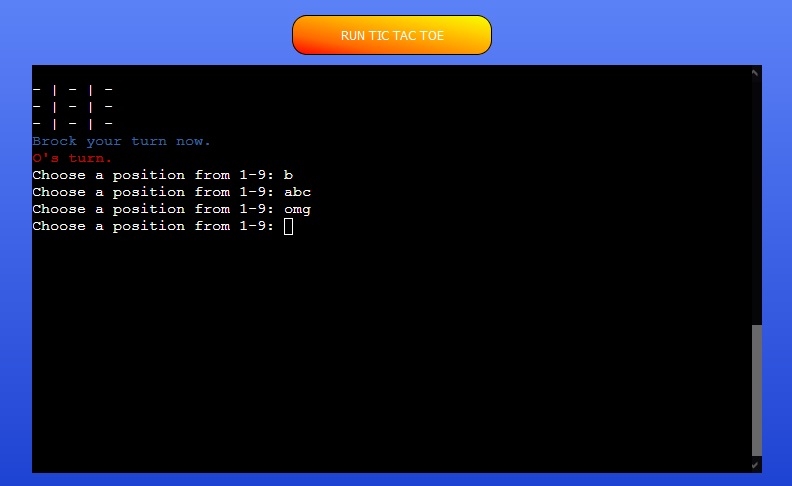 RUN TIC TAC TOE
- | - | -
- | - | -
- | - | -
Brock your turn now.
O's turn.
Choose a position from 1-9: b
Choose a position from 1-9: abc
Choose a position from 1-9: omg
Choose a position from 1-9: